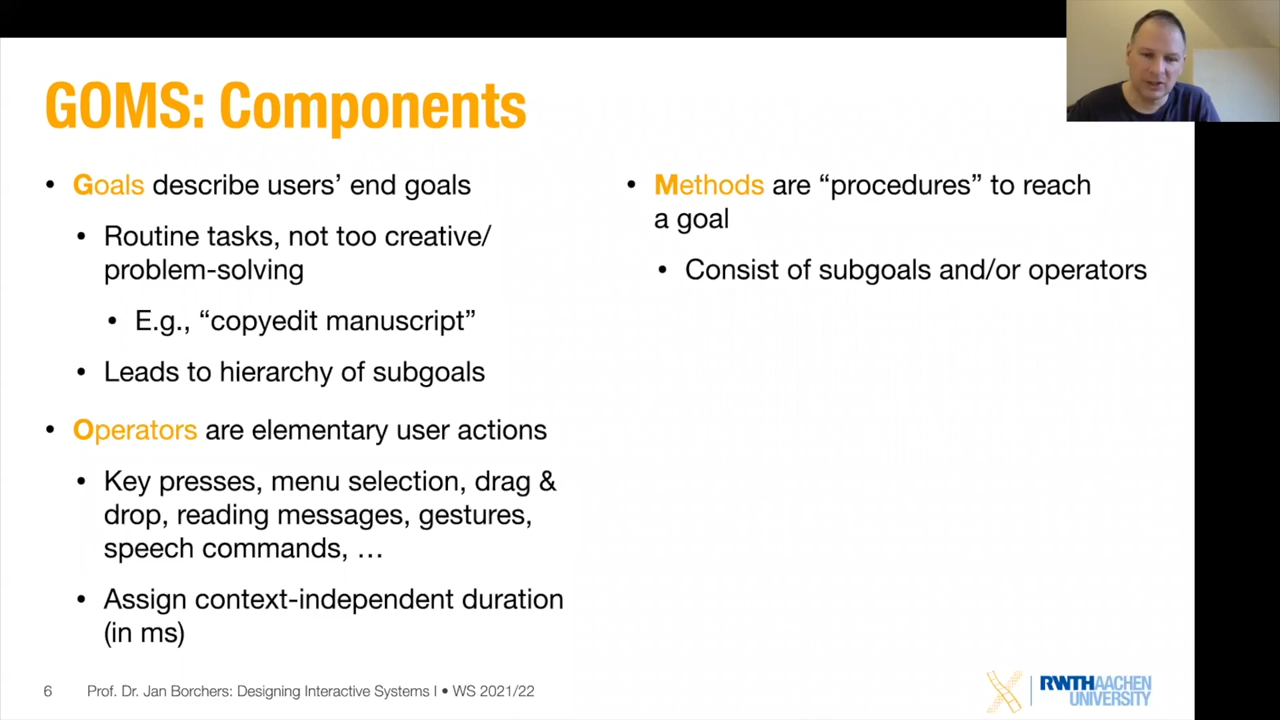 GOMS: Components
• Goals describe users’ end goals
• Routine tasks, not too creative/
problem-solving
• E.g., “copyedit manuscript”
• Leads to hierarchy of subgoals
• Operators are elementary user actions
• Key presses, menu selection, drag &
drop, reading messages, gestures,
speech commands, …
• Assign context-independent duration
(in ms)
• Methods are “procedures” to reach
a goal
• Consist of subgoals and/or operators
6 Prof. Dr. Jan Borchers: Designing Interactive Systems I • WS 2021/22
RWTHAACHEN
UNIVERSITY